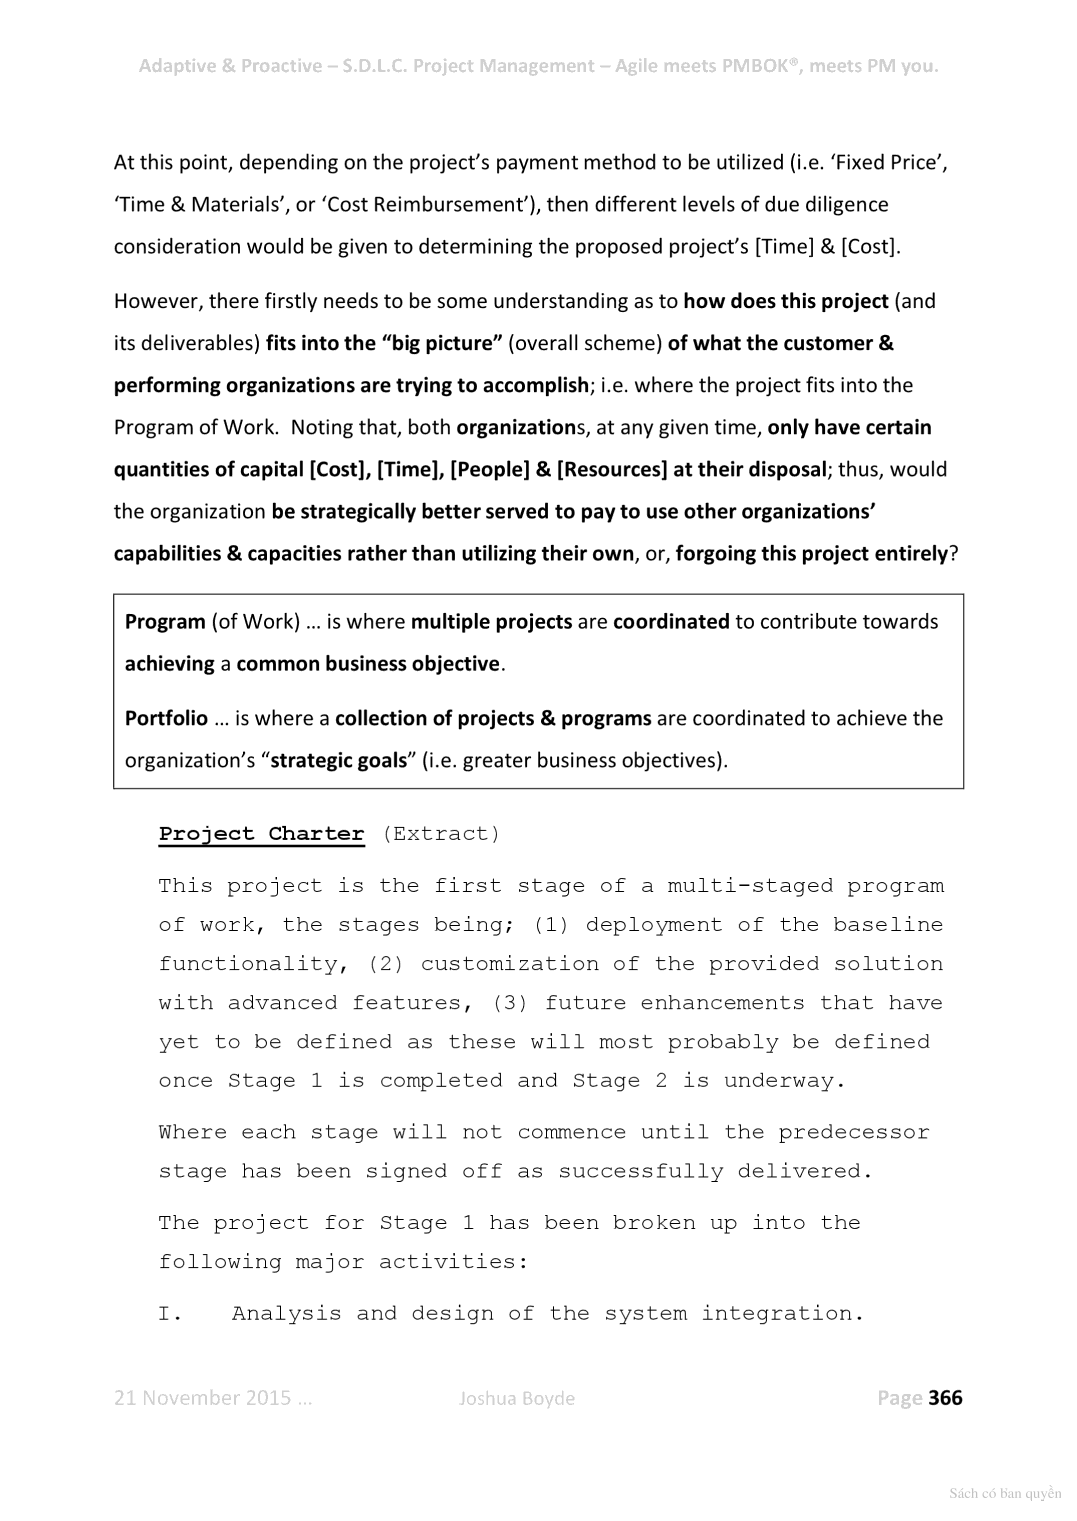 Adaptive & Proactive – S.D.L.C. Project Management – Agile meets PMBOK®, meets PM you.
At this point, depending on the project’s payment method to be utilized (i.e. ‘Fixed Price’,
‘Time & Materials’, or ‘Cost Reimbursement’), then different levels of due diligence
consideration would be given to determining the proposed project’s [Time] & [Cost].
However, there firstly needs to be some understanding as to how does this project (and
its deliverables) fits into the “big picture” (overall scheme) of what the customer &
performing organizations are trying to accomplish; i.e. where the project fits into the
Program of Work.  Noting that, both organizations, at any given time, only have certain
quantities of capital [Cost], [Time], [People] & [Resources] at their disposal; thus, would
the organization be strategically better served to pay to use other organizations’
capabilities & capacities rather than utilizing their own, or, forgoing this project entirely?
Program (of Work) … is where multiple projects are coordinated to contribute towards
achieving a common business objective.
Portfolio … is where a collection of projects & programs are coordinated to achieve the
organization’s “strategic goals” (i.e. greater business objectives).
Project Charter (Extract)
This project is the first stage of a multi-staged program
of work, the stages being; (1) deployment of the baseline
functionality, (2) customization of the provided solution
with advanced features, (3) future enhancements that have
yet to be defined as these will most probably be defined
once Stage 1 is completed and Stage 2 is underway.
Where each stage will not commence until the predecessor
stage has been signed off as successfully delivered.
The project for Stage 1 has been broken up into the
following major activities:
I. Analysis and design of the system integration.
21 November 2015 … Joshua Boyde Page 366
Sách có bản quyền